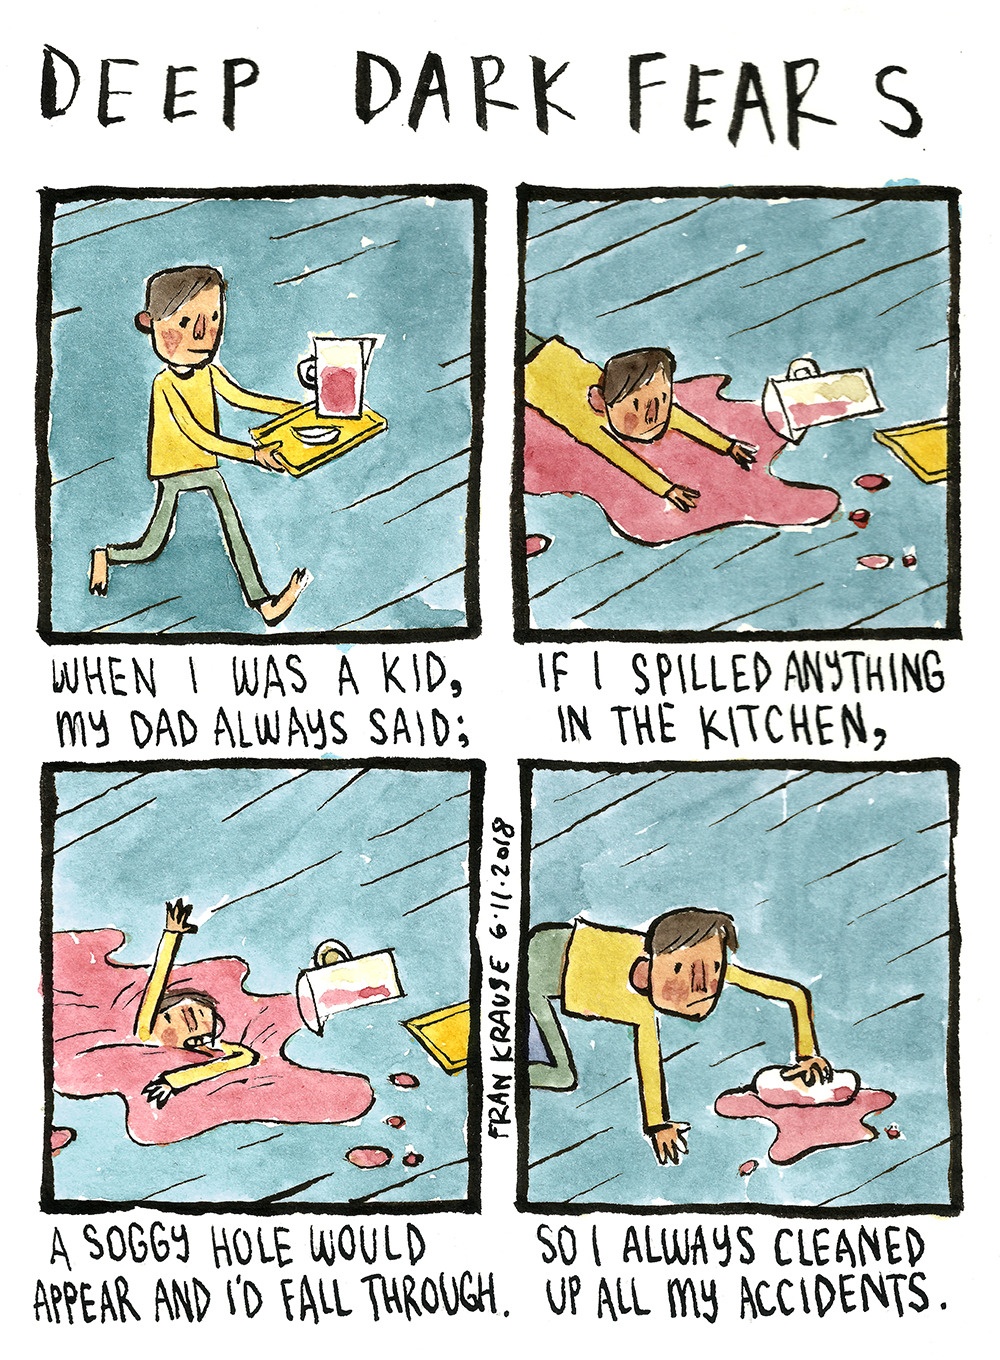 DEEP DARK FEARS
WHEN I WAS A KID,
MY DAD ALWAYS SAID;
IF I SPILLED ANYTHING
IN THE KITCHEN,
A SOGGY HOLE WOULD
APPEAR AND I'D FALL THROUGH.
SO I ALWAYS CLEANED
UP ALL MY ACCIDENTS.
FRAN KRAUSE 6·11·2018